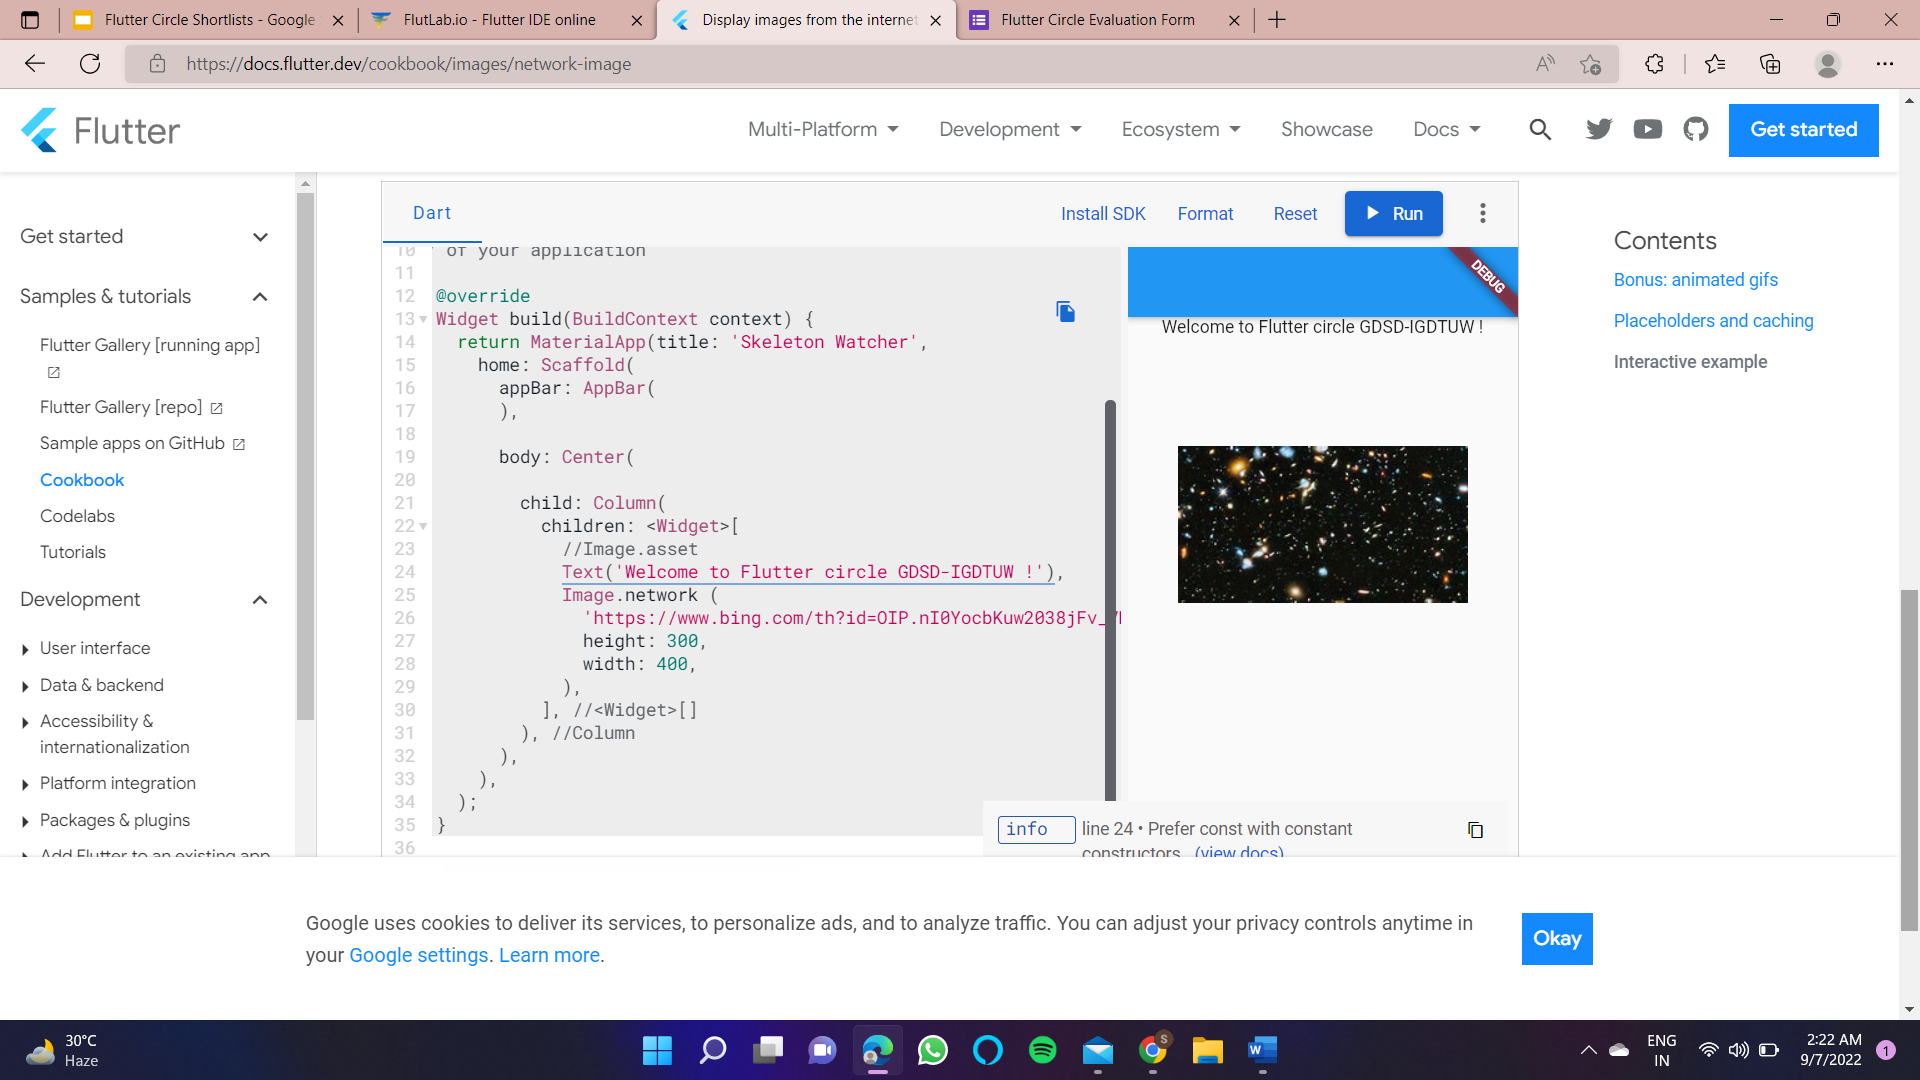 Flutter Circle Shortlists - Google
FlutLab.io - Flutter IDE online
Display images from the internet
Flutter Circle Evaluation Form
https://docs.flutter.dev/cookbook/images/network-image
Flutter
Multi-Platform
Development
Ecosystem
Showcase
Docs
Get started
Get started
Samples & tutorials
Flutter Gallery [running app]
Flutter Gallery [repo]
Sample apps on GitHub
Cookbook
Codelabs
Tutorials
Development
User interface
Data & backend
Accessibility &
internationalization
Platform integration
Packages & plugins
Add Flutter to an existing app
Dart
Install SDK
Format
Reset
Run
10 of your application
11
12 @override
13 Widget build(BuildContext context) {
14 return MaterialApp(title: 'Skeleton Watcher',
15 home: Scaffold(
16 appBar: AppBar(
17 ),
18
19 body: Center(
20
21 child: Column(
22 children: <Widget>[
23 //Image.asset
24 Text('Welcome to Flutter circle GDSD-IGDTUW !'),
25 Image.network (
26 'https://www.bing.com/th?id=OIP.nI0YocbKuw2038jFv_
27 height: 300,
28 width: 400,
29 ),
30 ], //<Widget>[]
31 ), //Column
32 ),
33 ),
34 );
35 }
36
DEBUG
Welcome to Flutter circle GDSD-IGDTUW !
info line 24 • Prefer const with constant
constructors. (view docs)
Contents
Bonus: animated gifs
Placeholders and caching
Interactive example
Google uses cookies to deliver its services, to personalize ads, and to analyze traffic. You can adjust your privacy controls anytime in
your Google settings. Learn more.
Okay
30°C
Haze
S
W
ENG
IN
2:22 AM
9/7/2022
1